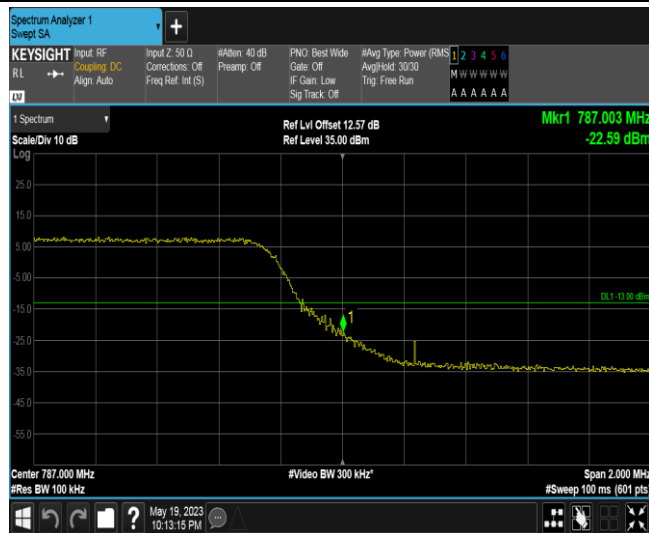 Spectrum Analyzer 1
Swept SA
+
KEYSIGHT
RL
LXI
Input: RF
Coupling: DC
Align: Auto
Input Z: 50 Ω
Corrections: Off
Freq Ref: Int (S)
#Atten: 40 dB
Preamp: Off
PNO: Best Wide
Gate: Off
IF Gain: Low
Sig Track: Off
#Avg Type: Power (RMS
Avg|Hold: 30/30
Trig: Free Run
1 2 3 4 5 6
M W W W W W
A A A A A A
1 Spectrum
Scale/Div 10 dB
Log
Ref Lvl Offset 12.57 dB
Ref Level 35.00 dBm
Mkr1 787.003 MHz
-22.59 dBm
25.0
15.0
5.00
-5.00
DL1 -13.00 dBm
-15.0
1
-25.0
-35.0
-45.0
-55.0
Center 787.000 MHz
#Res BW 100 kHz
#Video BW 300 kHz*
Span 2.000 MHz
#Sweep 100 ms (601 pts)
?
May 19, 2023
10:13:15 PM